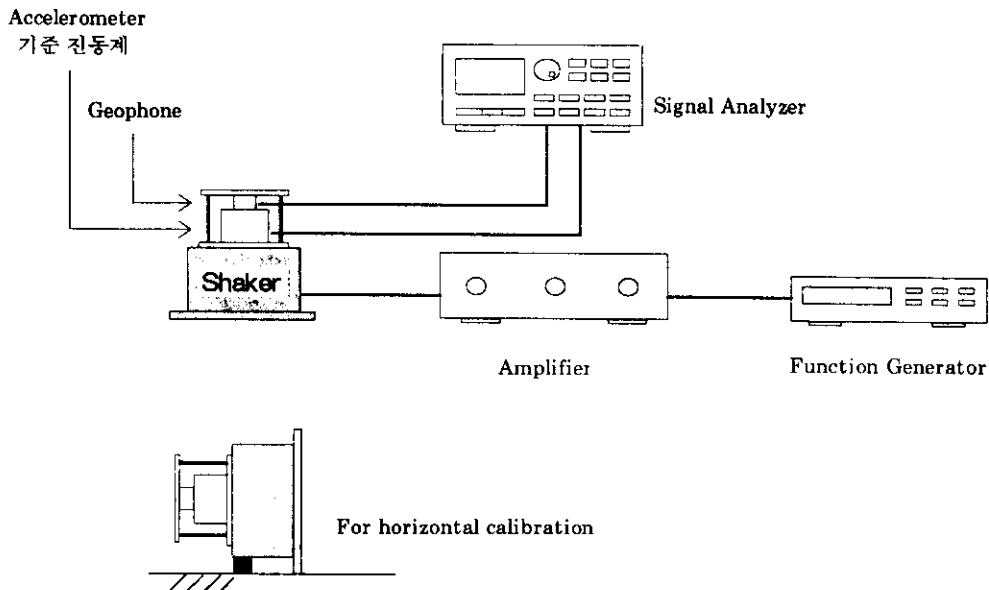 Accelerometer
기준 진동계
Geophone
Signal Analyzer
Shaker
Amplifier
Function Generator
For horizontal calibration